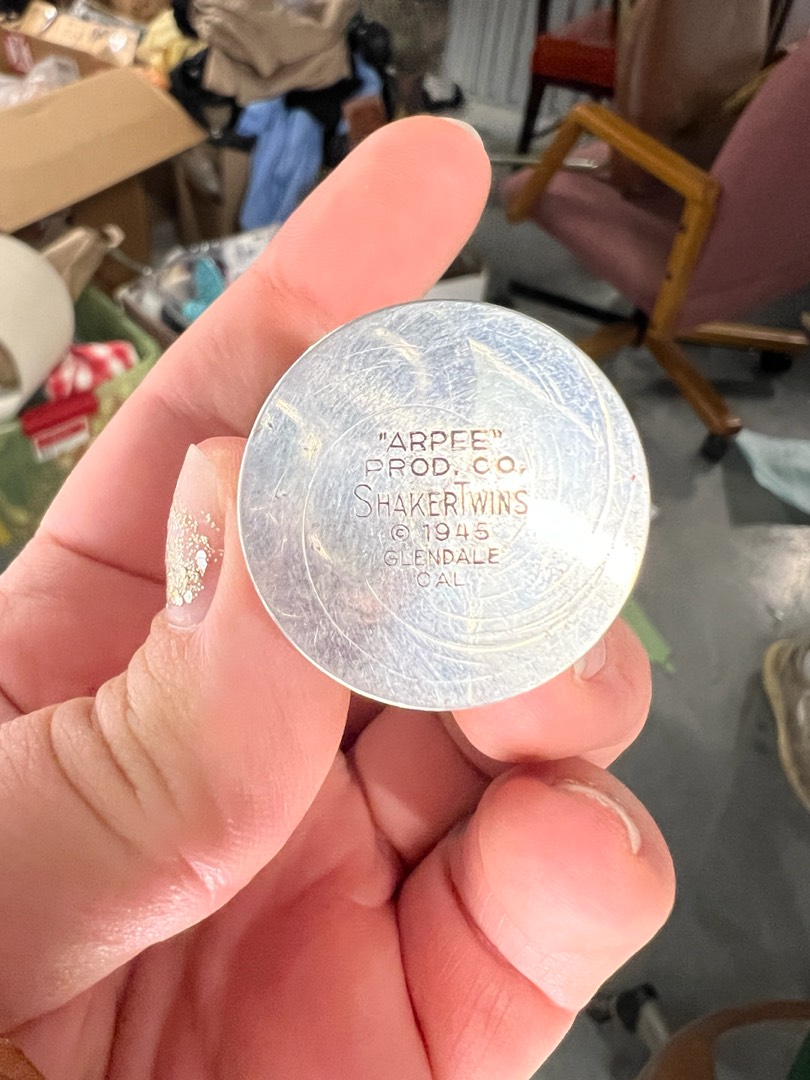 "ARPEE"
PROD. CO.
SHAKERTWINS
© 1945
GLENDALE
CAL